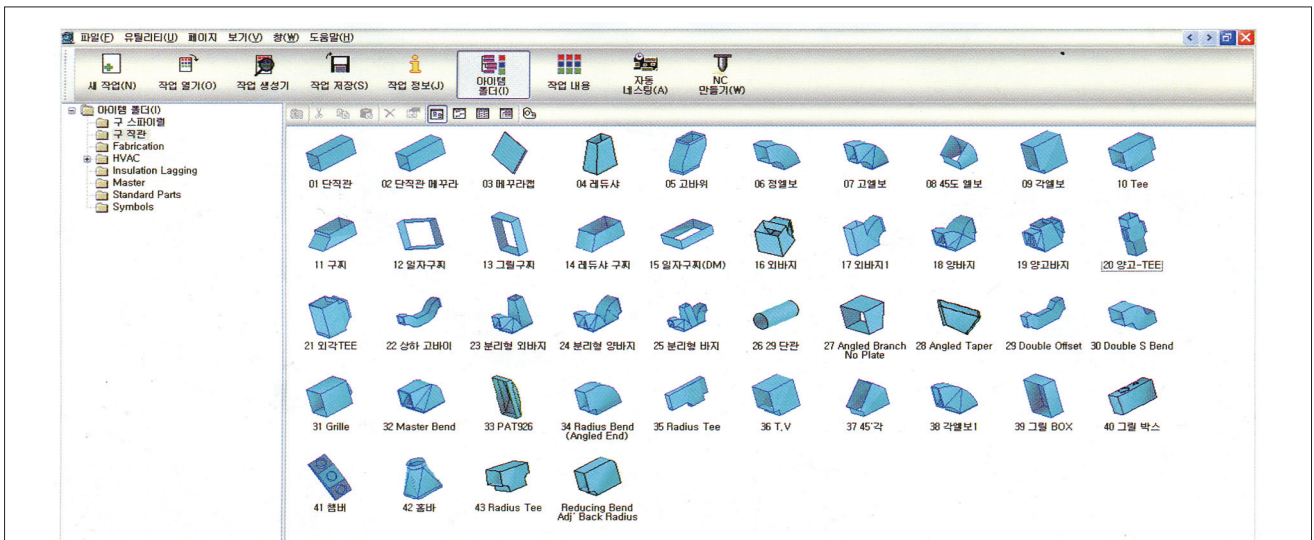 파일(F) 유틸리티(U) 페이지 보기(V) 창(W) 도움말(H)
새 작업(N) 작업 열기(O) 작업 생성기 작업 저장(S) 작업 정보(J) 아이템 폴더(I) 작업 내용 자동 네스팅(A) NC 만들기(W)
아이템 폴더(I)
구 스파이럴
구 직관
Fabrication
HVAC
Insulation Lagging
Master
Standard Parts
Symbols
01 단직관 02 단직관 메꾸라 03 메꾸라캡 04 레듀샤 05 고바위 06 정엘보 07 고엘보 08 45도 엘보 09 각엘보 10 Tee
11 구찌 12 일자구찌 13 그릴구찌 14 레듀샤 구찌 15 일자구찌(DM) 16 외바지 17 외바지1 18 양바지 19 양고바지 20 양고-TEE
21 외각TEE 22 상하 고바이 23 분리형 외바지 24 분리형 양바지 25 분리형 바지 26 29 단관 27 Angled Branch No Plate 28 Angled Taper 29 Double Offset 30 Double S Bend
31 Grille 32 Master Bend 33 PAT926 34 Radius Bend (Angled End) 35 Radius Tee 36 T,V 37 45'각 38 각엘보1 39 그릴 BOX 40 그릴 박스
41 챔버 42 홈바 43 Radius Tee Reducing Bend Adj' Back Radius